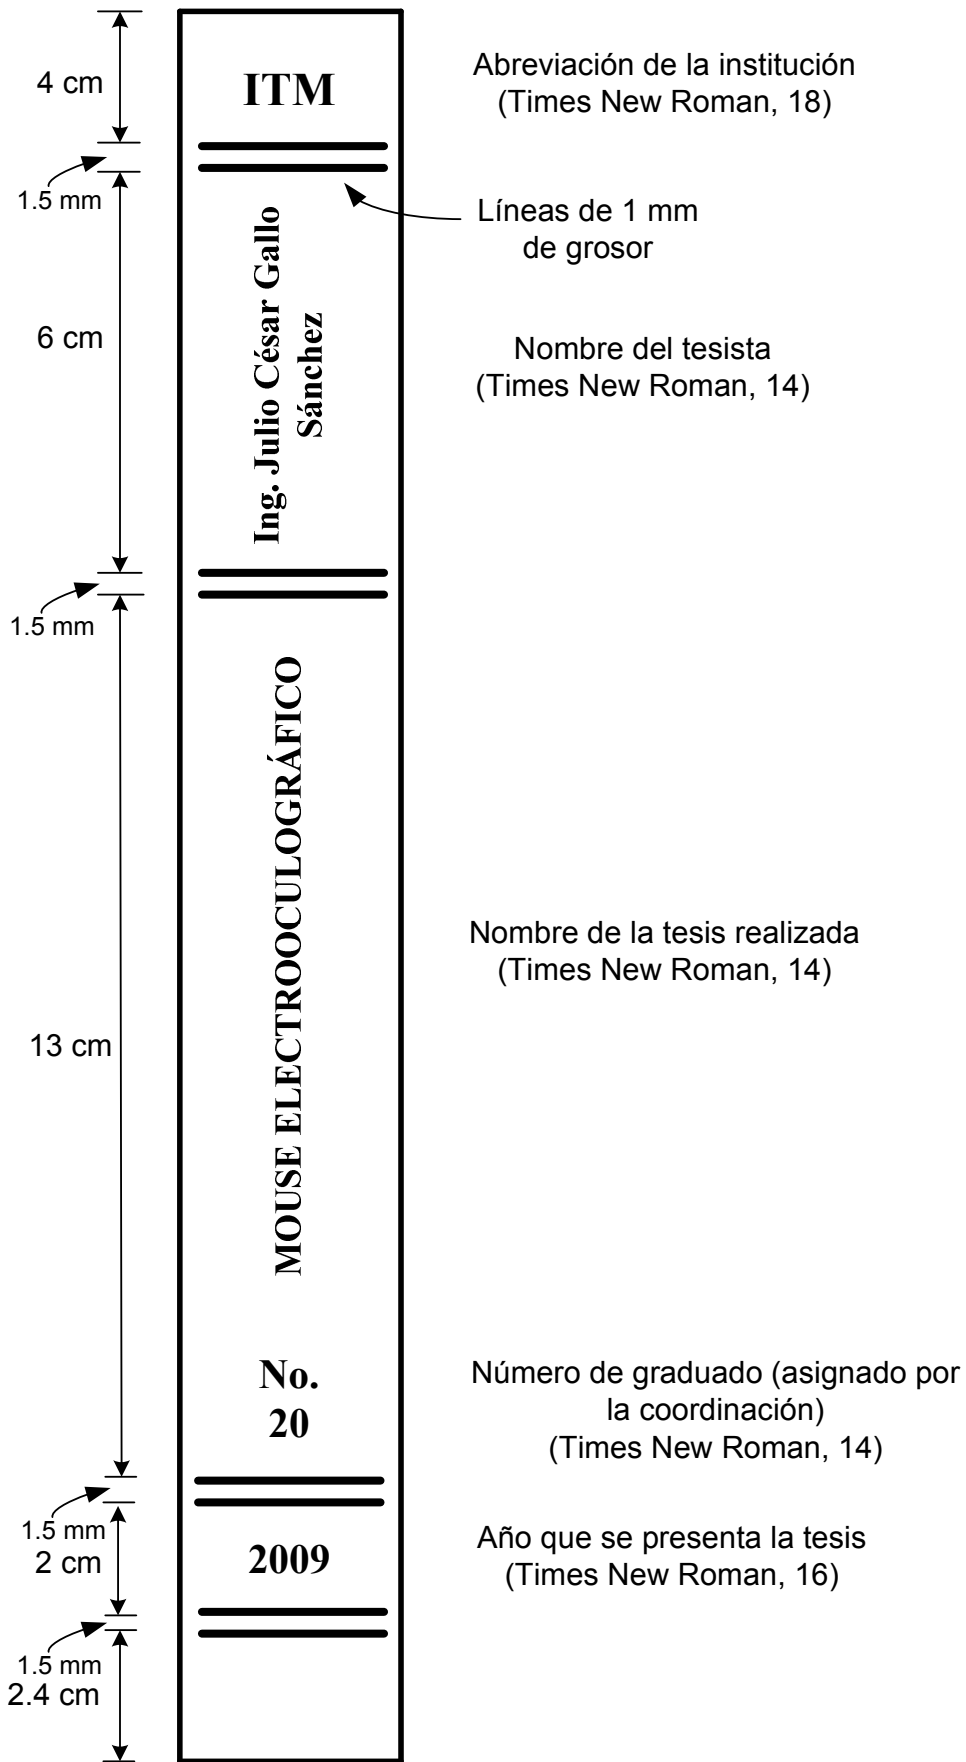 4 cm
ITM
Abreviación de la institución
(Times New Roman, 18)
1.5 mm
Líneas de 1 mm
de grosor
6 cm
Ing. Julio César Gallo
Sánchez
Nombre del tesista
(Times New Roman, 14)
1.5 mm
13 cm
MOUSE ELECTROOCULOGRÁFICO
Nombre de la tesis realizada
(Times New Roman, 14)
No.
20
Número de graduado (asignado por
la coordinación)
(Times New Roman, 14)
1.5 mm
2 cm
2009
Año que se presenta la tesis
(Times New Roman, 16)
1.5 mm
2.4 cm